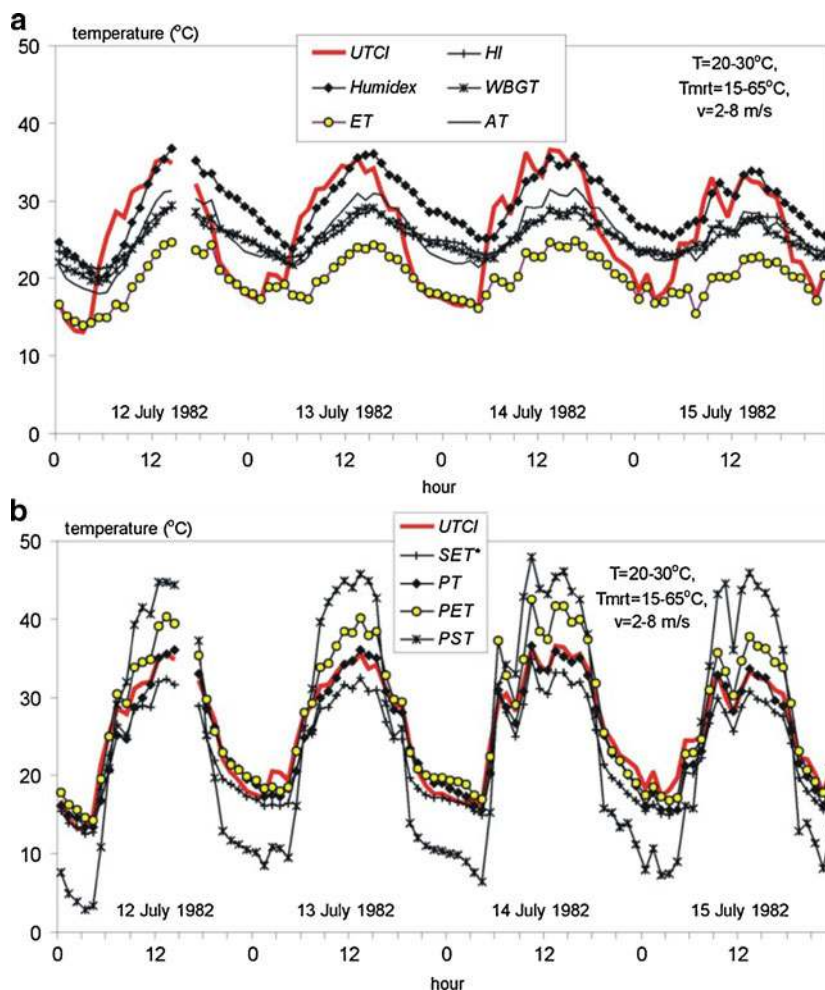 a
temperature (°C)
50
40
30
20
10
0
UTCI
HI
Humidex
WBGT
ET
AT
T=20-30°C,
Tmrt=15-65°C,
v=2-8 m/s
12 July 1982
13 July 1982
14 July 1982
15 July 1982
0 12 0 12 0 12 0 12
hour
b
temperature (°C)
50
40
30
20
10
0
UTCI
SET*
PT
PET
PST
T=20-30°C,
Tmrt=15-65°C,
v=2-8 m/s
12 July 1982
13 July 1982
14 July 1982
15 July 1982
0 12 0 12 0 12 0 12
hour